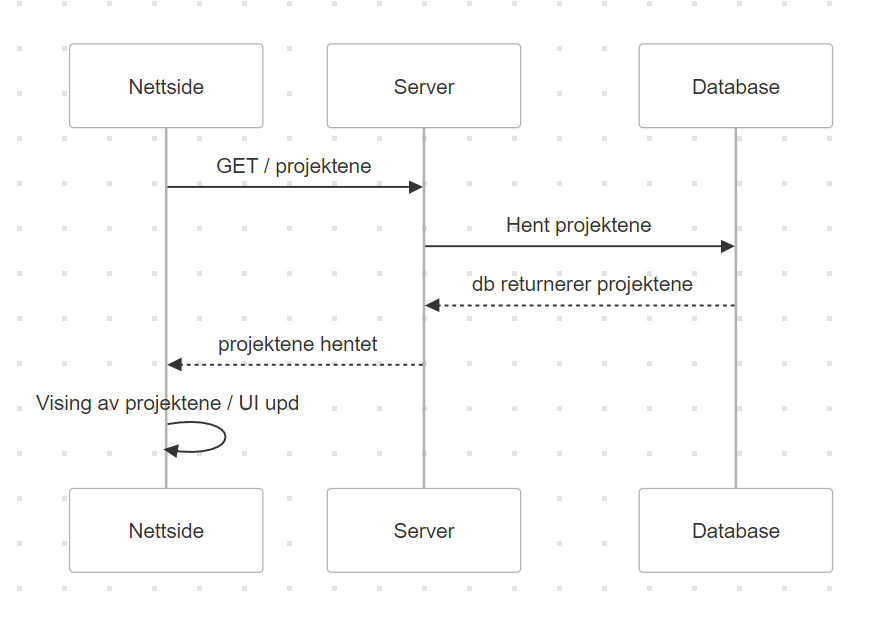 Nettside
Server
Database
GET / projektene
Hent projektene
db returnerer projektene
projektene hentet
Vising av projektene / UI upd
Nettside
Server
Database